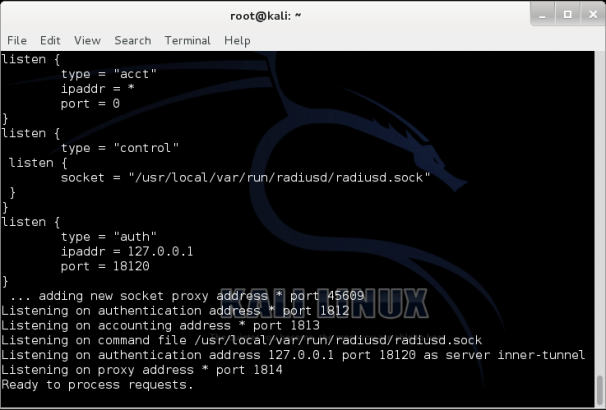 root@kali: ~
File Edit View Search Terminal Help
listen {
        type = "acct"
        ipaddr = *
        port = 0
}
listen {
        type = "control"
 listen {
        socket = "/usr/local/var/run/radiusd/radiusd.sock"
 }
}
listen {
        type = "auth"
        ipaddr = 127.0.0.1
        port = 18120
}
 ... adding new socket proxy address * port 45609
Listening on authentication address * port 1812
Listening on accounting address * port 1813
Listening on command file /usr/local/var/run/radiusd/radiusd.sock
Listening on authentication address 127.0.0.1 port 18120 as server inner-tunnel
Listening on proxy address * port 1814
Ready to process requests.
KALI LINUX